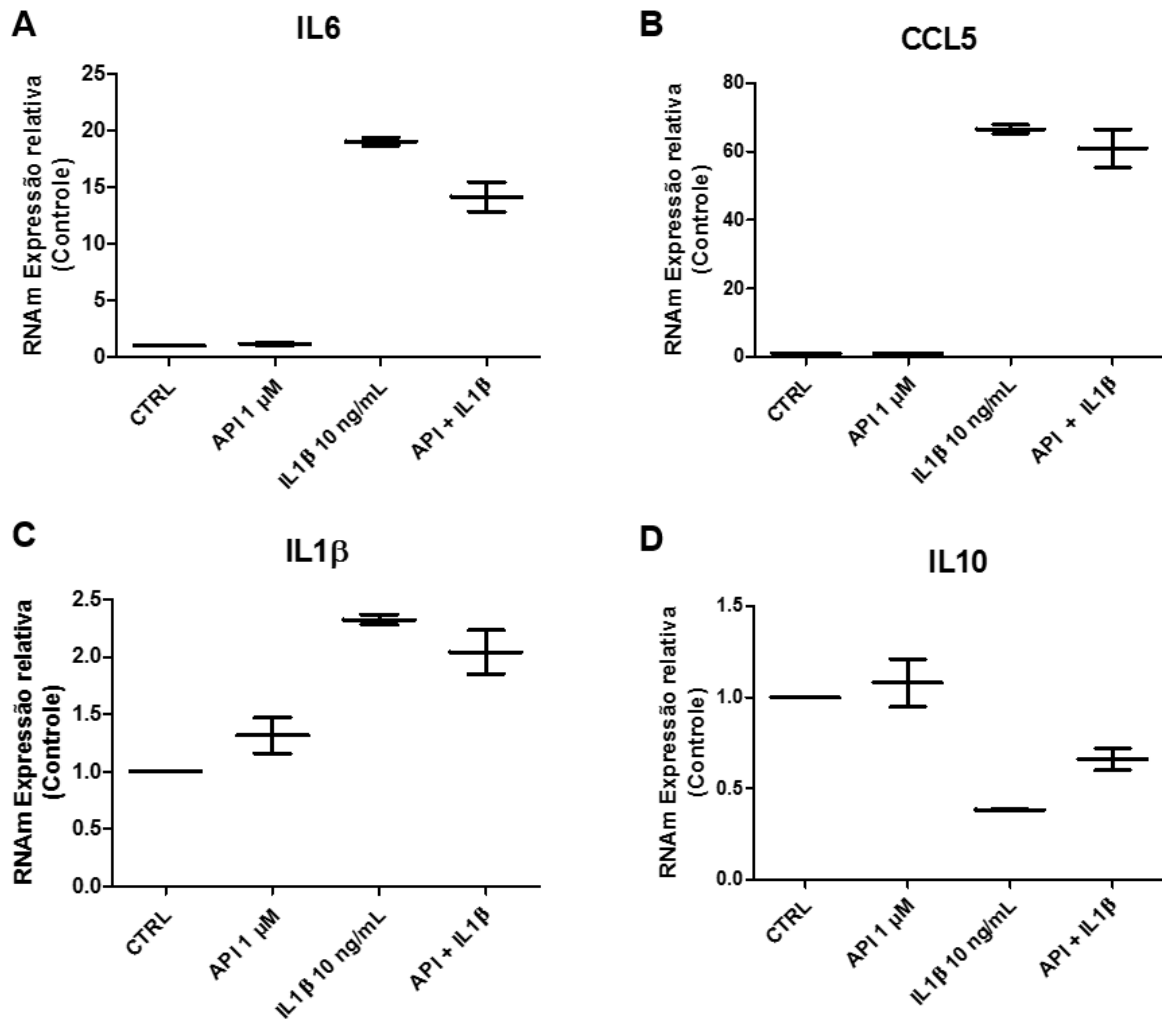 A
IL6
RNAm Expressão relativa
(Controle)
25
20
15
10
5
0
CTRL
API 1 µM
IL1β 10 ng/mL
API + IL1β
B
CCL5
RNAm Expressão relativa
(Controle)
80
60
40
20
0
CTRL
API 1 µM
IL1β 10 ng/mL
API + IL1β
C
IL1β
RNAm Expressão relativa
(Controle)
2.5
2.0
1.5
1.0
0.5
0.0
CTRL
API 1 µM
IL1β 10 ng/mL
API + IL1β
D
IL10
RNAm Expressão relativa
(Controle)
1.5
1.0
0.5
0.0
CTRL
API 1 µM
IL1β 10 ng/mL
API + IL1β